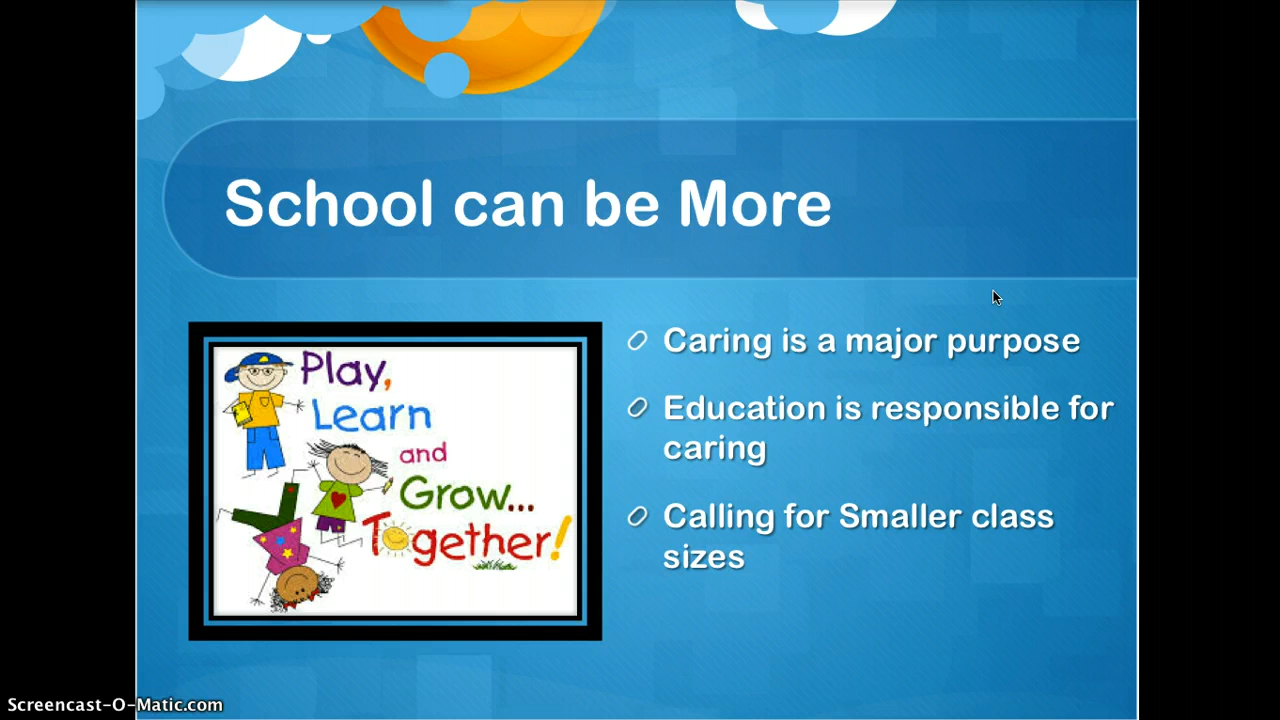 School can be More
Play,
Learn
and
Grow...
Together!
Caring is a major purpose
Education is responsible for
caring
Calling for Smaller class
sizes
Screencast-O-Matic.com